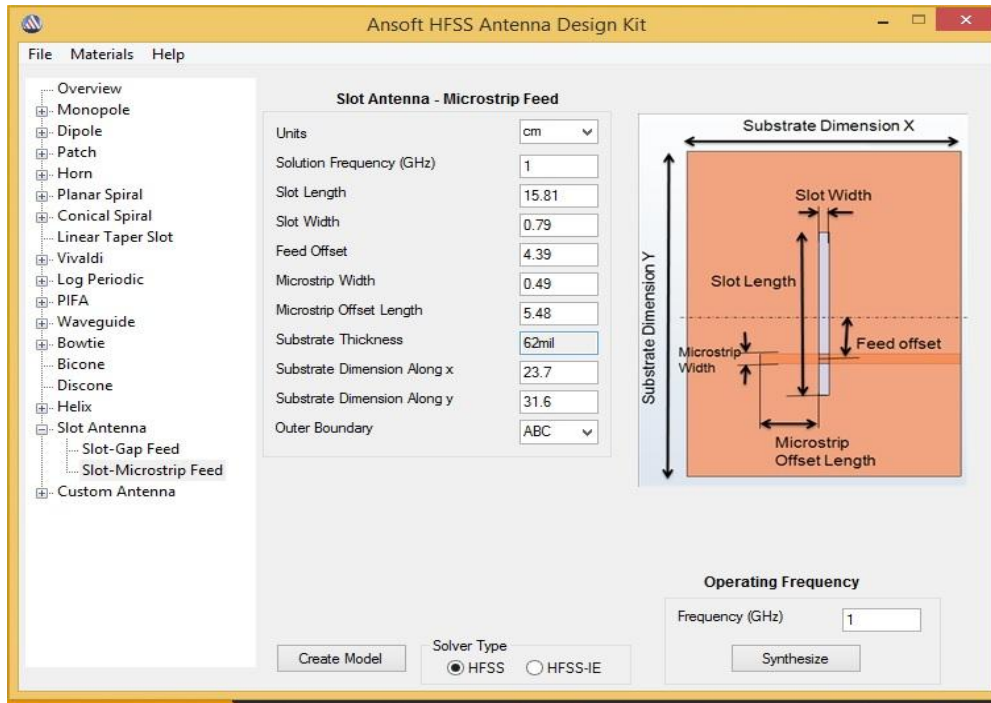 Ansoft HFSS Antenna Design Kit
File Materials Help
Overview
Monopole
Dipole
Patch
Horn
Planar Spiral
Conical Spiral
Linear Taper Slot
Vivaldi
Log Periodic
PIFA
Waveguide
Bowtie
Bicone
Discone
Helix
Slot Antenna
Slot-Gap Feed
Slot-Microstrip Feed
Custom Antenna
Slot Antenna - Microstrip Feed
Units cm
Solution Frequency (GHz) 1
Slot Length 15.81
Slot Width 0.79
Feed Offset 4.39
Microstrip Width 0.49
Microstrip Offset Length 5.48
Substrate Thickness 62mil
Substrate Dimension Along x 23.7
Substrate Dimension Along y 31.6
Outer Boundary ABC
Substrate Dimension X
Slot Width
Substrate Dimension Y
Slot Length
Feed offset
Microstrip
Width
Microstrip
Offset Length
Operating Frequency
Frequency (GHz) 1
Synthesize
Create Model
Solver Type
HFSS HFSS-IE